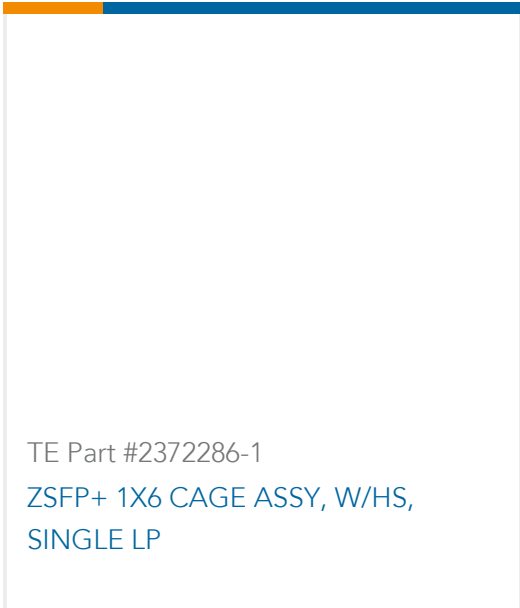 TE Part #2372286-1
ZSFP+ 1X6 CAGE ASSY, W/HS,
SINGLE LP